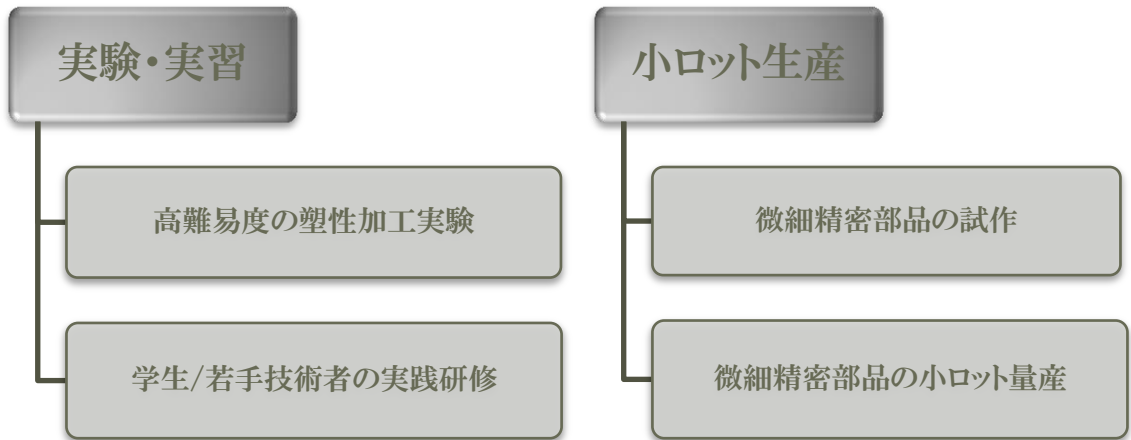 実験・実習
高難易度の塑性加工実験
学生/若手技術者の実践研修
小ロット生産
微細精密部品の試作
微細精密部品の小ロット量産